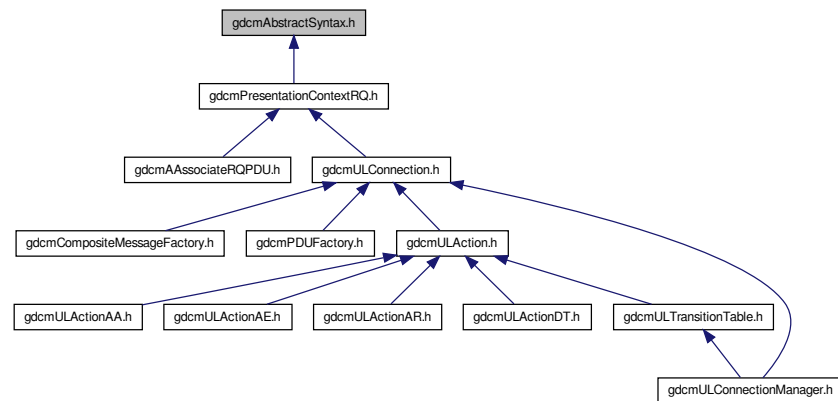 gdcmAbstractSyntax.h
gdcmPresentationContextRQ.h
gdcmAAssociateRQPDU.h
gdcmULConnection.h
gdcmCompositeMessageFactory.h
gdcmPDUFactory.h
gdcmULAction.h
gdcmULActionAA.h
gdcmULActionAE.h
gdcmULActionAR.h
gdcmULActionDT.h
gdcmULTransitionTable.h
gdcmULConnectionManager.h